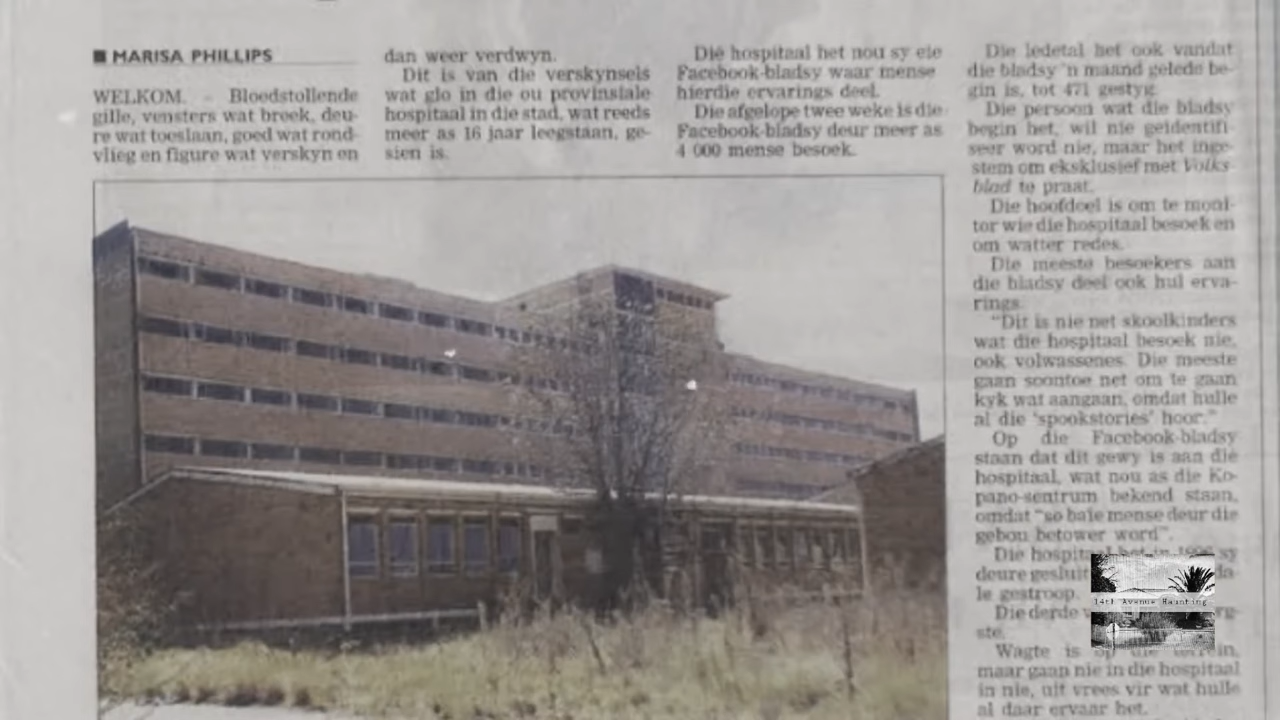 MARISA PHILLIPS
WELKOM. – Bloedstollende
gille, vensters wat breek, deu-
re wat toeslaan, goed wat rond-
vlieg en figure wat verskyn en
dan weer verdwyn.
Dit is van die verskynsels
wat glo in die ou provinsiale
hospitaal in die stad, wat reeds
meer as 16 jaar leegstaan, ge-
sien is.
Dié hospitaal het nou sy eie
Facebook-bladsy waar mense
hierdie ervarings deel.
Die afgelope twee weke is die
Facebook-bladsy deur meer as
4 000 mense besoek.
Die ledetal het ook vandat
die bladsy 'n maand gelede be-
gin is, tot 471 gestyg.
Die persoon wat die bladsy
begin het, wil nie geïdentifi-
seer word nie, maar het inge-
stem om eksklusief met Volks-
blad te praat.
Die hoofdoel is om te moni-
tor wie die hospitaal besoek en
om watter redes.
Die meeste besoekers aan
die bladsy deel ook hul erva-
rings.
"Dit is nie net skoolkinders
wat die hospitaal besoek nie,
ook volwassenes. Die meeste
gaan soontoe net om te gaan
kyk wat aangaan, omdat hulle
al die 'spookstories' hoor."
Op die Facebook-bladsy
staan dat dit gewy is aan dié
hospitaal, wat nou as die Ko-
pano-sentrum bekend staan,
omdat "so baie mense deur die
gebou betower word".
Die hospitaal het in sy
deure gesluit
le gestroop.
Die derde
ste.
Wagte is op die terrein,
maar gaan nie in die hospitaal
in nie, uit vrees vir wat hulle
al daar ervaar het.
14th Avenue Haunting